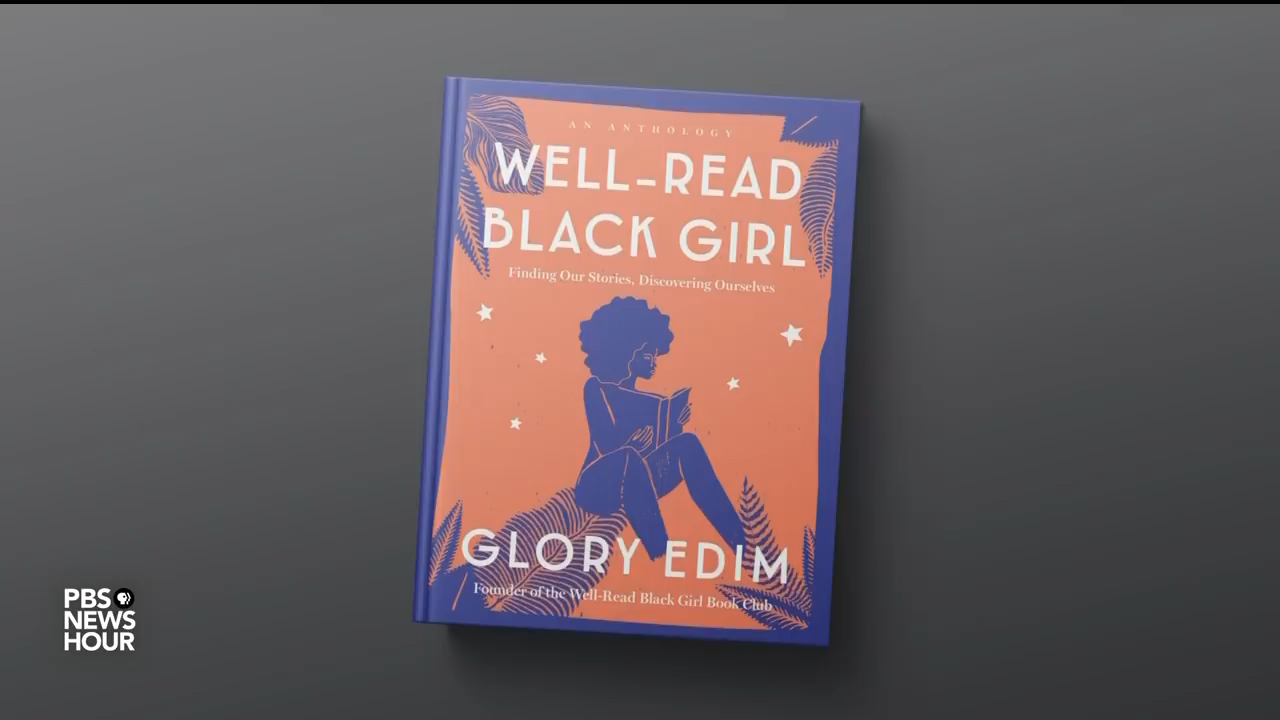 AN ANTHOLOGY
WELL-READ
BLACK GIRL
Finding Our Stories, Discovering Ourselves
GLORY EDIM
Founder of the Well-Read Black Girl Book Club
PBS
NEWS
HOUR